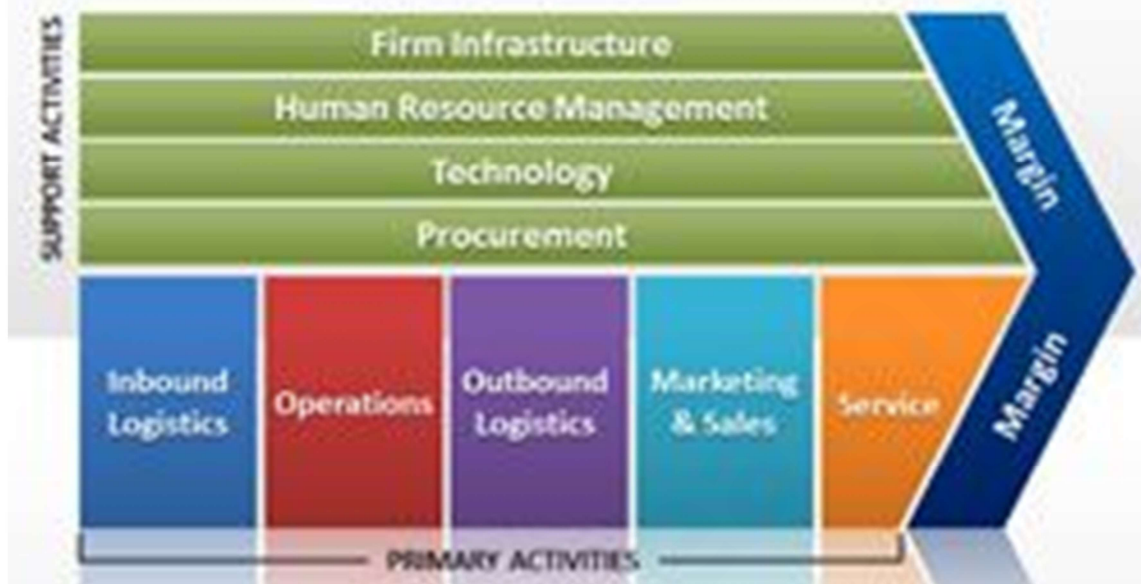 SUPPORT ACTIVITIES
Firm Infrastructure
Human Resource Management
Technology
Procurement
Margin
Margin
Inbound
Logistics
Operations
Outbound
Logistics
Marketing
& Sales
Service
PRIMARY ACTIVITIES